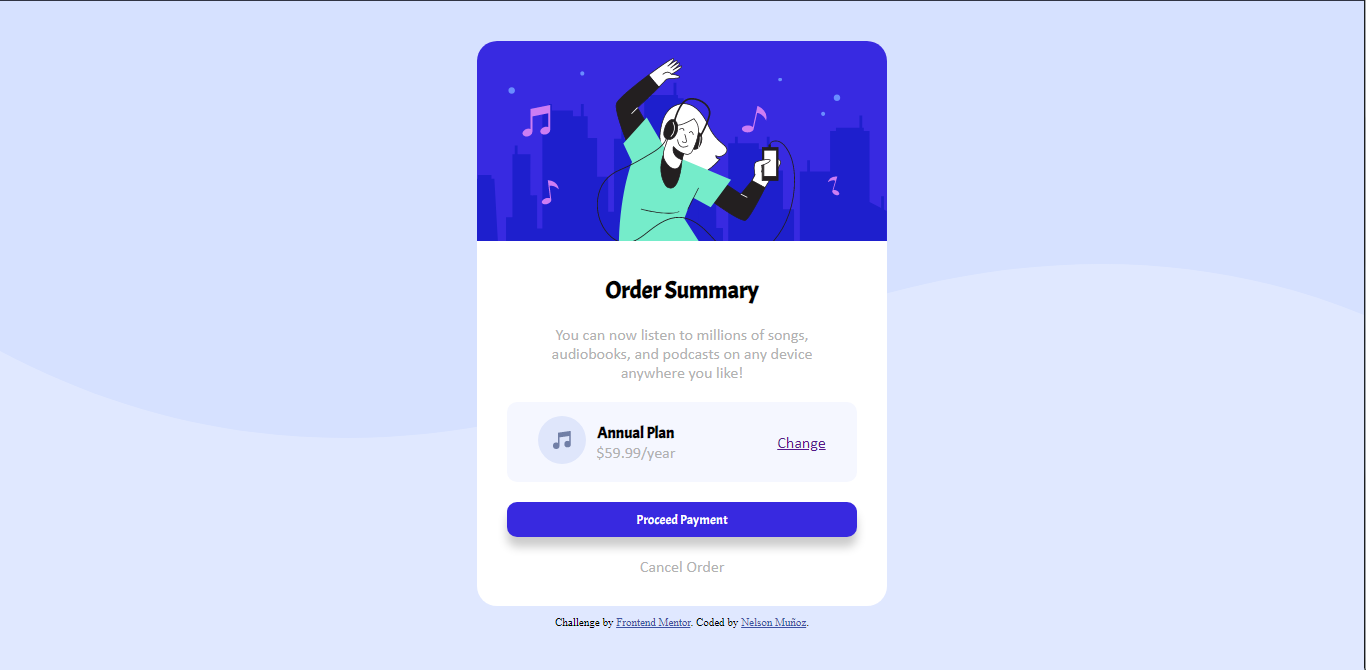 Order Summary
You can now listen to millions of songs,
audiobooks, and podcasts on any device
anywhere you like!
Annual Plan
$59.99/year
Change
Proceed Payment
Cancel Order
Challenge by Frontend Mentor. Coded by Nelson Muñoz.